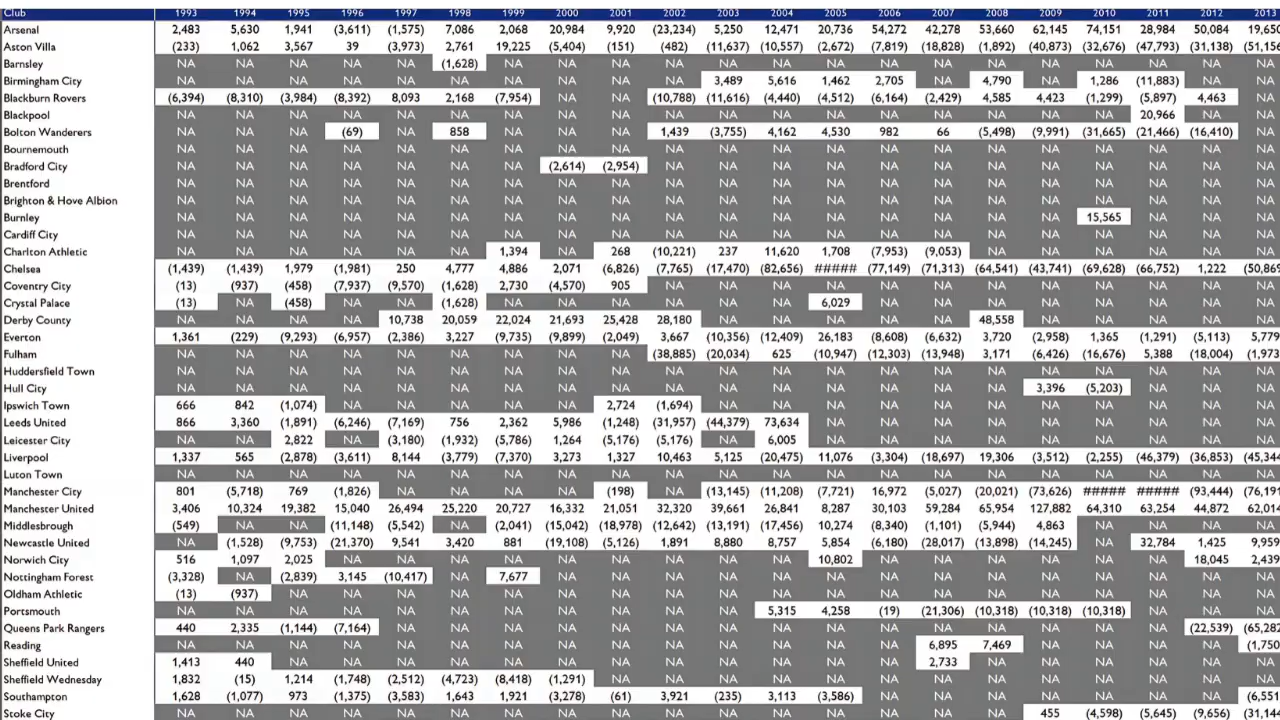 Club 1993 1994 1995 1996 1997 1998 1999 2000 2001 2002 2003 2004 2005 2006 2007 2008 2009 2010 2011 2012 2013
Arsenal 2,483 5,630 1,941 (3,611) (1,575) 7,086 2,068 20,984 9,920 (23,234) 5,250 12,471 20,736 54,272 42,278 53,660 62,145 74,151 28,984 50,084 19,650
Aston Villa (233) 1,062 3,567 39 (3,973) 2,761 19,225 (5,404) (151) (482) (11,637) (10,557) (2,672) (7,819) (18,828) (1,892) (40,873) (32,676) (47,793) (31,138) (51,156
Barnsley NA NA NA NA NA (1,628) NA NA NA NA NA NA NA NA NA NA NA NA NA NA NA
Birmingham City NA NA NA NA NA NA NA NA NA NA 3,489 5,616 1,462 2,705 NA 4,790 NA 1,286 (11,883) NA NA
Blackburn Rovers (6,394) (8,310) (3,984) (8,392) 8,093 2,168 (7,954) NA NA (10,788) (11,616) (4,440) (4,512) (6,164) (2,429) 4,585 4,423 (1,299) (5,897) 4,463 NA
Blackpool NA NA NA NA NA NA NA NA NA NA NA NA NA NA NA NA NA NA 20,966 NA NA
Bolton Wanderers NA NA NA (69) NA 858 NA NA NA 1,439 (3,755) 4,162 4,530 982 66 (5,498) (9,991) (31,665) (21,466) (16,410) NA
Bournemouth NA NA NA NA NA NA NA NA NA NA NA NA NA NA NA NA NA NA NA NA NA
Bradford City NA NA NA NA NA NA NA (2,614) (2,954) NA NA NA NA NA NA NA NA NA NA NA NA
Brentford NA NA NA NA NA NA NA NA NA NA NA NA NA NA NA NA NA NA NA NA NA
Brighton & Hove Albion NA NA NA NA NA NA NA NA NA NA NA NA NA NA NA NA NA NA NA NA NA
Burnley NA NA NA NA NA NA NA NA NA NA NA NA NA NA NA NA NA 15,565 NA NA NA
Cardiff City NA NA NA NA NA NA NA NA NA NA NA NA NA NA NA NA NA NA NA NA NA
Charlton Athletic NA NA NA NA NA NA 1,394 NA 268 (10,221) 237 11,620 1,708 (7,953) (9,053) NA NA NA NA NA NA
Chelsea (1,439) (1,439) 1,979 (1,981) 250 4,777 4,886 2,071 (6,826) (7,765) (17,470) (82,656) ##### (77,149) (71,313) (64,541) (43,741) (69,628) (66,752) 1,222 (50,869
Coventry City (13) (937) (458) (7,937) (9,570) (1,628) 2,730 (4,570) 905 NA NA NA NA NA NA NA NA NA NA NA NA
Crystal Palace (13) NA (458) NA NA (1,628) NA NA NA NA NA NA 6,029 NA NA NA NA NA NA NA NA
Derby County NA NA NA NA 10,738 20,059 22,024 21,693 25,428 28,180 NA NA NA NA NA 48,558 NA NA NA NA NA
Everton 1,361 (229) (9,293) (6,957) (2,386) 3,227 (9,735) (9,899) (2,049) 3,667 (10,356) (12,409) 26,183 (8,608) (6,632) 3,720 (2,958) 1,365 (1,291) (5,113) 5,779
Fulham NA NA NA NA NA NA NA NA NA (38,885) (20,034) 625 (10,947) (12,303) (13,948) 3,171 (6,426) (16,676) 5,388 (18,004) (1,973
Huddersfield Town NA NA NA NA NA NA NA NA NA NA NA NA NA NA NA NA NA NA NA NA NA
Hull City NA NA NA NA NA NA NA NA NA NA NA NA NA NA NA NA 3,396 (5,203) NA NA NA
Ipswich Town 666 842 (1,074) NA NA NA NA NA 2,724 (1,694) NA NA NA NA NA NA NA NA NA NA NA
Leeds United 866 3,360 (1,891) (6,246) (7,169) 756 2,362 5,986 (1,248) (31,957) (44,379) 73,634 NA NA NA NA NA NA NA NA NA
Leicester City NA NA 2,822 NA (3,180) (1,932) (5,786) 1,264 (5,176) (5,176) NA 6,005 NA NA NA NA NA NA NA NA NA
Liverpool 1,337 565 (2,878) (3,611) 8,144 (3,779) (7,370) 3,273 1,327 10,463 5,125 (20,475) 11,076 (3,304) (18,697) 19,306 (3,512) (2,255) (46,379) (36,853) (45,344
Luton Town NA NA NA NA NA NA NA NA NA NA NA NA NA NA NA NA NA NA NA NA NA
Manchester City 801 (5,718) 769 (1,826) NA NA NA NA (198) NA (13,145) (11,208) (7,721) 16,972 (5,027) (20,021) (73,626) ##### ##### (93,444) (76,191
Manchester United 3,406 10,324 19,382 15,040 26,494 25,220 20,727 16,332 21,051 32,320 39,661 26,841 8,287 30,103 59,284 65,954 127,882 64,310 63,254 44,872 62,014
Middlesbrough (549) NA NA (11,148) (5,542) NA (2,041) (15,042) (18,978) (12,642) (13,191) (17,456) 10,274 (8,340) (1,101) (5,944) 4,863 NA NA NA NA
Newcastle United NA (1,528) (9,753) (21,370) 9,541 3,420 881 (19,108) (5,126) 1,891 8,880 8,757 5,854 (6,180) (28,017) (13,898) (14,245) NA 32,784 1,425 9,959
Norwich City 516 1,097 2,025 NA NA NA NA NA NA NA NA NA 10,802 NA NA NA NA NA NA 18,045 2,439
Nottingham Forest (3,328) NA (2,839) 3,145 (10,417) NA 7,677 NA NA NA NA NA NA NA NA NA NA NA NA NA NA
Oldham Athletic (13) (937) NA NA NA NA NA NA NA NA NA NA NA NA NA NA NA NA NA NA NA
Portsmouth NA NA NA NA NA NA NA NA NA NA NA 5,315 4,258 (19) (21,306) (10,318) (10,318) (10,318) NA NA NA
Queens Park Rangers 440 2,335 (1,144) (7,164) NA NA NA NA NA NA NA NA NA NA NA NA NA NA NA (22,539) (65,282
Reading NA NA NA NA NA NA NA NA NA NA NA NA NA NA 6,895 7,469 NA NA NA NA (1,750
Sheffield United 1,413 440 NA NA NA NA NA NA NA NA NA NA NA NA 2,733 NA NA NA NA NA NA
Sheffield Wednesday 1,832 (15) 1,214 (1,748) (2,512) (4,723) (8,418) (1,291) NA NA NA NA NA NA NA NA NA NA NA NA NA
Southampton 1,628 (1,077) 973 (1,375) (3,583) 1,643 1,921 (3,278) (61) 3,921 (235) 3,113 (3,586) NA NA NA NA NA NA NA (6,551
Stoke City NA NA NA NA NA NA NA NA NA NA NA NA NA NA NA NA 455 (4,598) (5,645) (9,656) (31,144